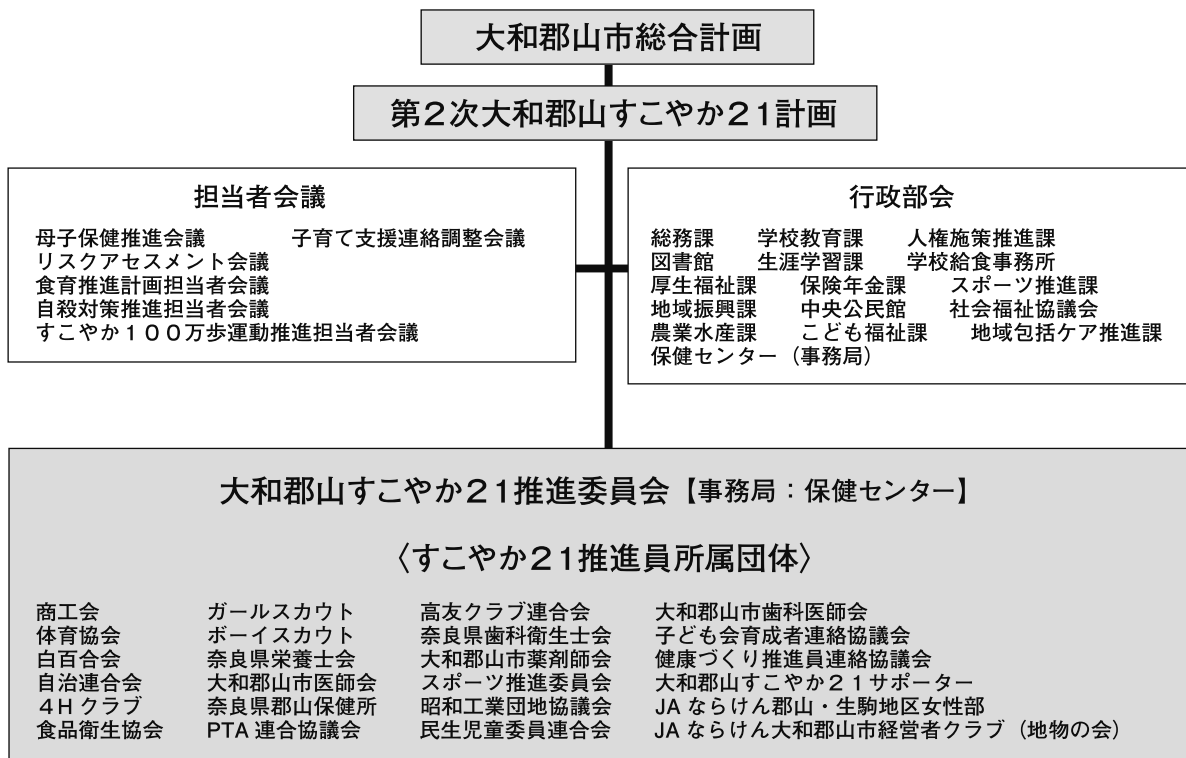 大和郡山市総合計画
第２次大和郡山すこやか２１計画
担当者会議
母子保健推進会議　子育て支援連絡調整会議
リスクアセスメント会議
食育推進計画担当者会議
自殺対策推進担当者会議
すこやか１００万歩運動推進担当者会議
行政部会
総務課　学校教育課　人権施策推進課
図書館　生涯学習課　学校給食事務所
厚生福祉課　保険年金課　スポーツ推進課
地域振興課　中央公民館　社会福祉協議会
農業水産課　こども福祉課　地域包括ケア推進課
保健センター（事務局）
大和郡山すこやか２１推進委員会【事務局：保健センター】
〈すこやか２１推進員所属団体〉
商工会　ガールスカウト　高友クラブ連合会　大和郡山市歯科医師会
体育協会　ボーイスカウト　奈良県歯科衛生士会　子ども会育成者連絡協議会
白百合会　奈良県栄養士会　大和郡山市薬剤師会　健康づくり推進員連絡協議会
自治連合会　大和郡山市医師会　スポーツ推進委員会　大和郡山すこやか２１サポーター
４Ｈクラブ　奈良県郡山保健所　昭和工業団地協議会　JA ならけん郡山・生駒地区女性部
食品衛生協会　PTA 連合協議会　民生児童委員連合会　JA ならけん大和郡山市経営者クラブ（地物の会）